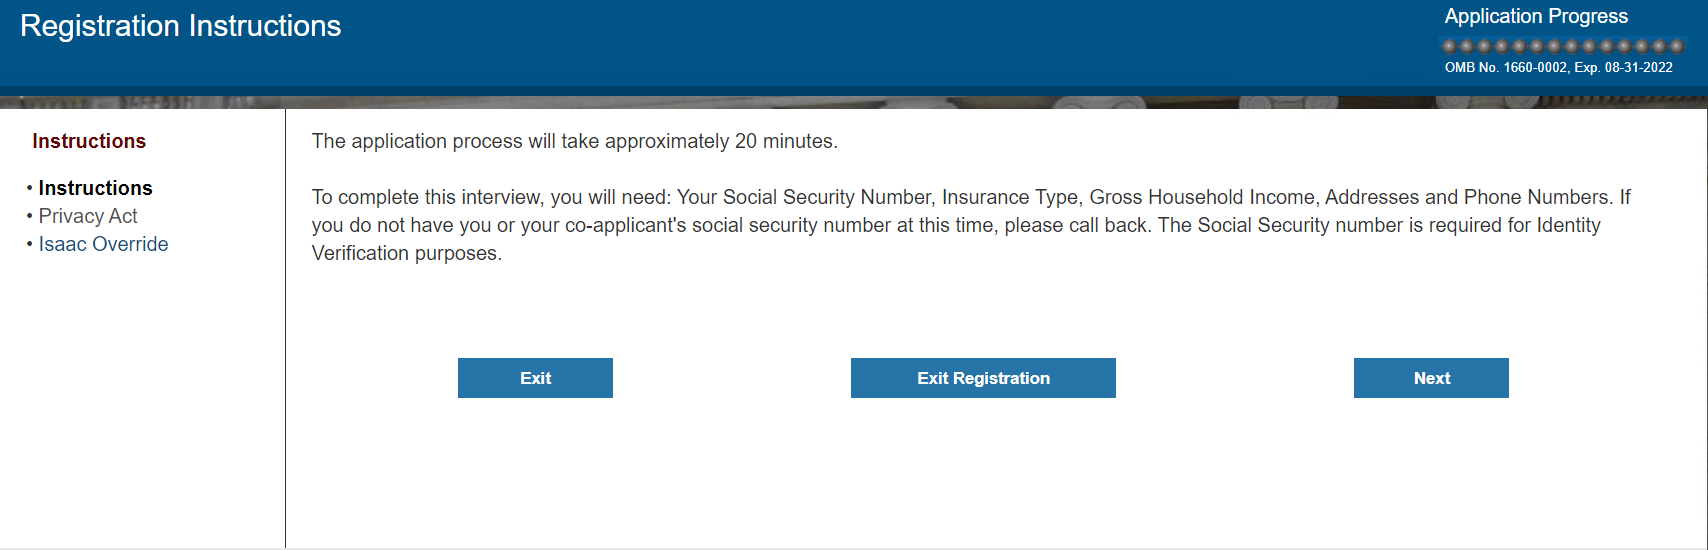 Registration Instructions
Application Progress
OMB No. 1660-0002, Exp. 08-31-2022
Instructions
• Instructions
• Privacy Act
• Isaac Override
The application process will take approximately 20 minutes.
To complete this interview, you will need: Your Social Security Number, Insurance Type, Gross Household Income, Addresses and Phone Numbers. If
you do not have you or your co-applicant's social security number at this time, please call back. The Social Security number is required for Identity
Verification purposes.
Exit
Exit Registration
Next